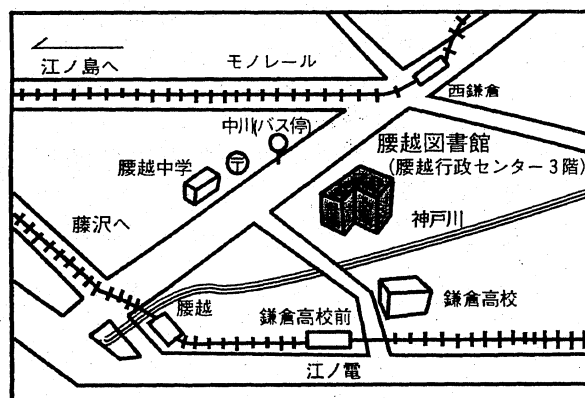 江ノ島へ
モノレール
西鎌倉
中川(バス停)
腰越図書館
(腰越行政センター3階)
腰越中学
〒
藤沢へ
神戸川
腰越
鎌倉高校前
鎌倉高校
江ノ電